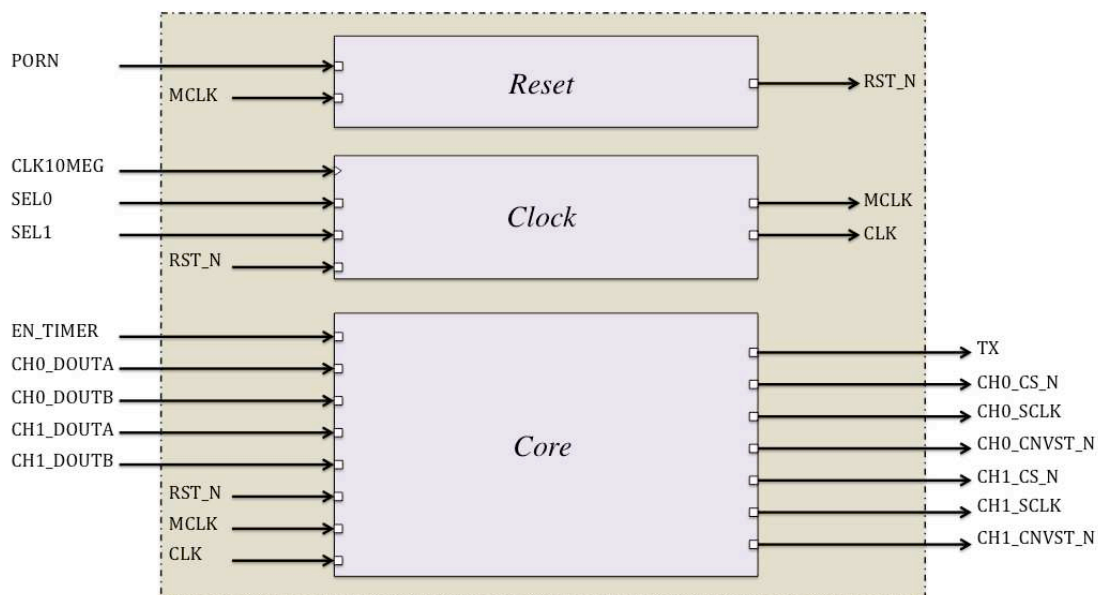 PORN
MCLK
Reset
RST_N
CLK10MEG
SEL0
SEL1
RST_N
Clock
MCLK
CLK
EN_TIMER
CH0_DOUTA
CH0_DOUTB
CH1_DOUTA
CH1_DOUTB
RST_N
MCLK
CLK
Core
TX
CH0_CS_N
CH0_SCLK
CH0_CNVST_N
CH1_CS_N
CH1_SCLK
CH1_CNVST_N